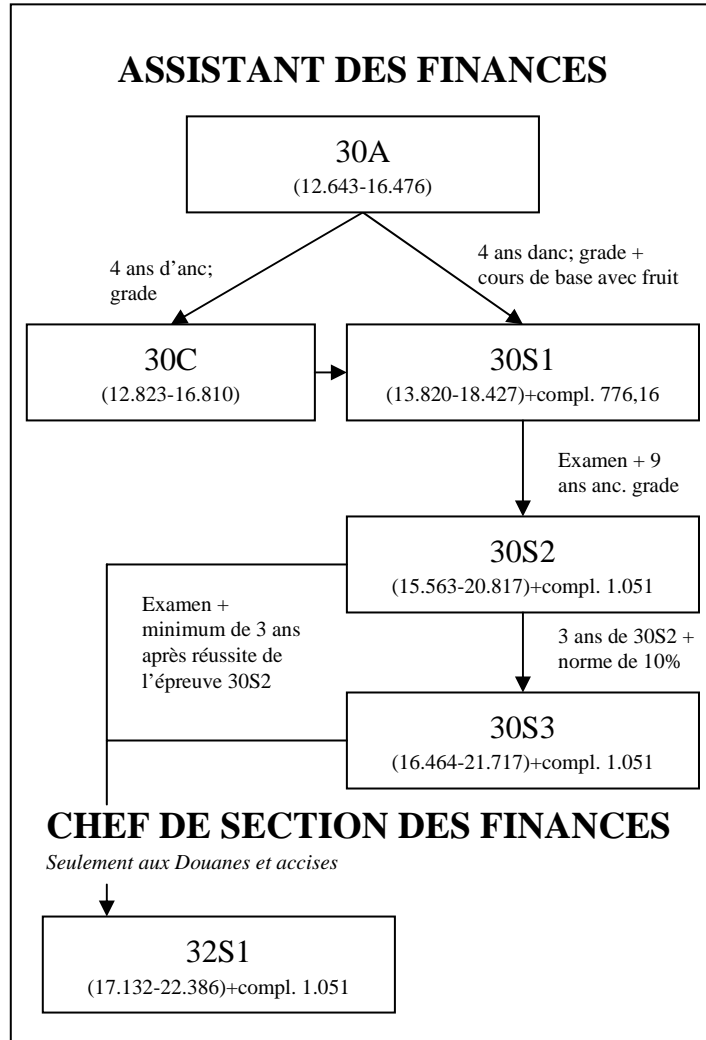 ASSISTANT DES FINANCES
30A
(12.643-16.476)
4 ans d'anc;
grade
4 ans danc; grade +
cours de base avec fruit
30C
(12.823-16.810)
30S1
(13.820-18.427)+compl. 776,16
Examen + 9
ans anc. grade
30S2
(15.563-20.817)+compl. 1.051
Examen +
minimum de 3 ans
après réussite de
l'épreuve 30S2
3 ans de 30S2 +
norme de 10%
30S3
(16.464-21.717)+compl. 1.051
CHEF DE SECTION DES FINANCES
Seulement aux Douanes et accises
32S1
(17.132-22.386)+compl. 1.051